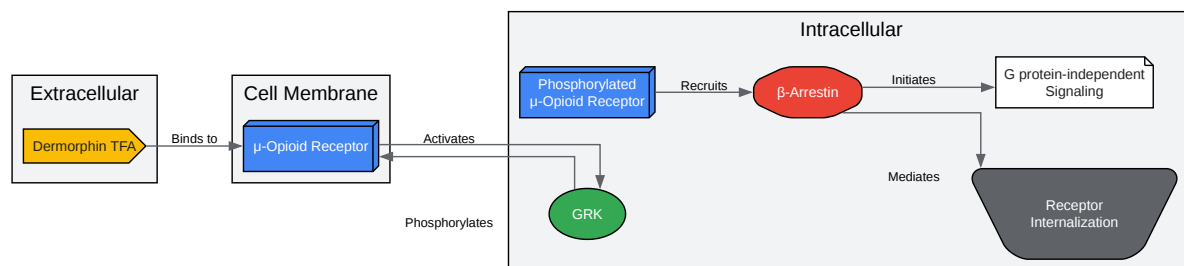 Intracellular
Extracellular
Cell Membrane
Dermorphin TFA
Binds to
μ-Opioid Receptor
Activates
Phosphorylates
GRK
Phosphorylated
μ-Opioid Receptor
Recruits
β-Arrestin
Initiates
G protein-independent
Signaling
Mediates
Receptor
Internalization